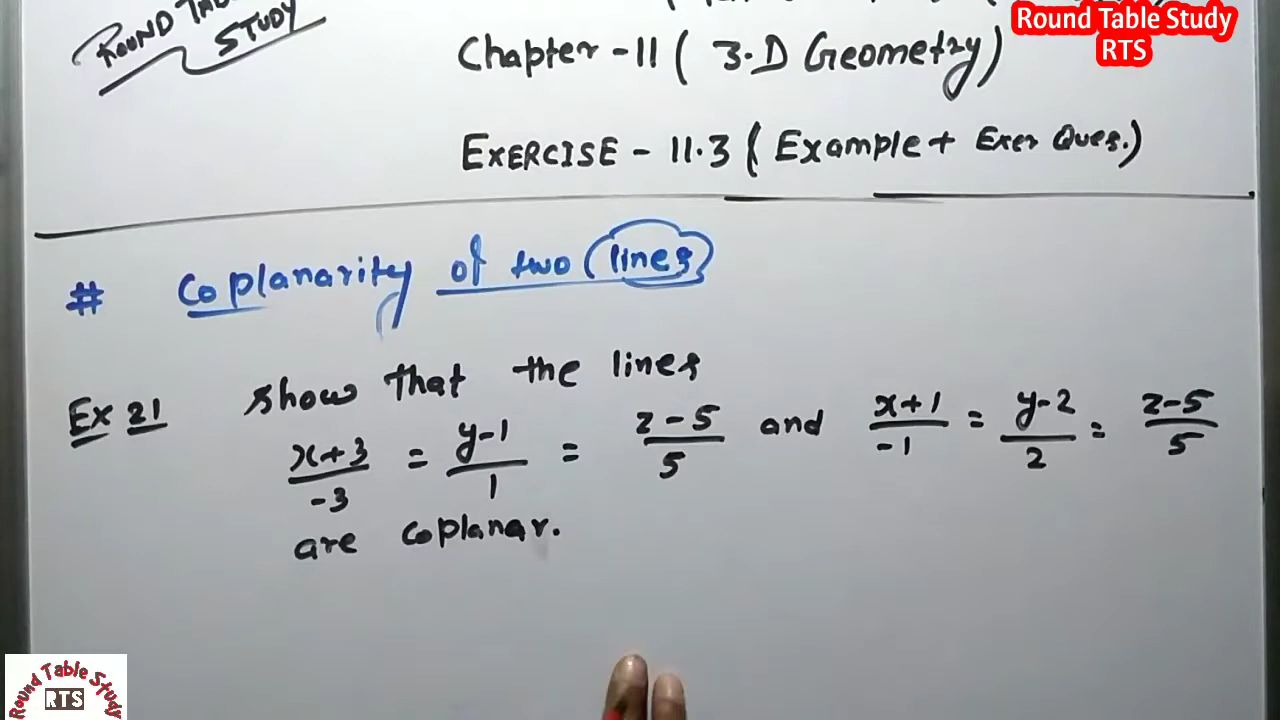 ROUND TABLE STUDY
Round Table Study
RTS
Chapter - 11 ( 3.D Geometry)
EXERCISE - 11.3 ( Example + Exer Ques.)
# Coplanarity of two (lines)
Ex 21 Show that the lines
x+3/-3 = y-1/1 = z-5/5 and x+1/-1 = y-2/2 = z-5/5
are coplanar.
Round Table Study
RTS